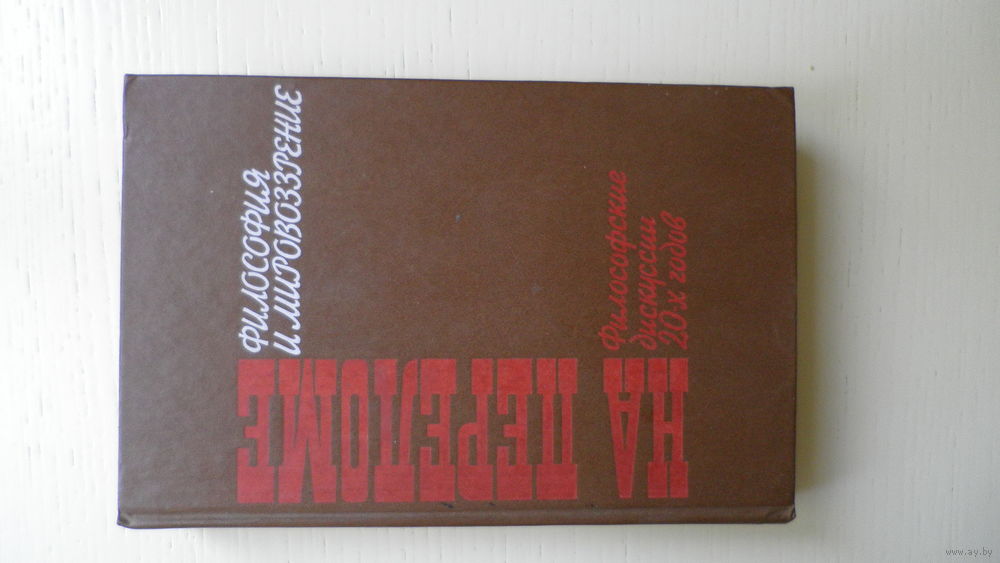 ФИЛОСОФИЯ
И МИРОВОЗЗРЕНИЕ
НА
ПЕРЕЛОМЕ
Философские
дискуссии
20-х годов
www.ay.by